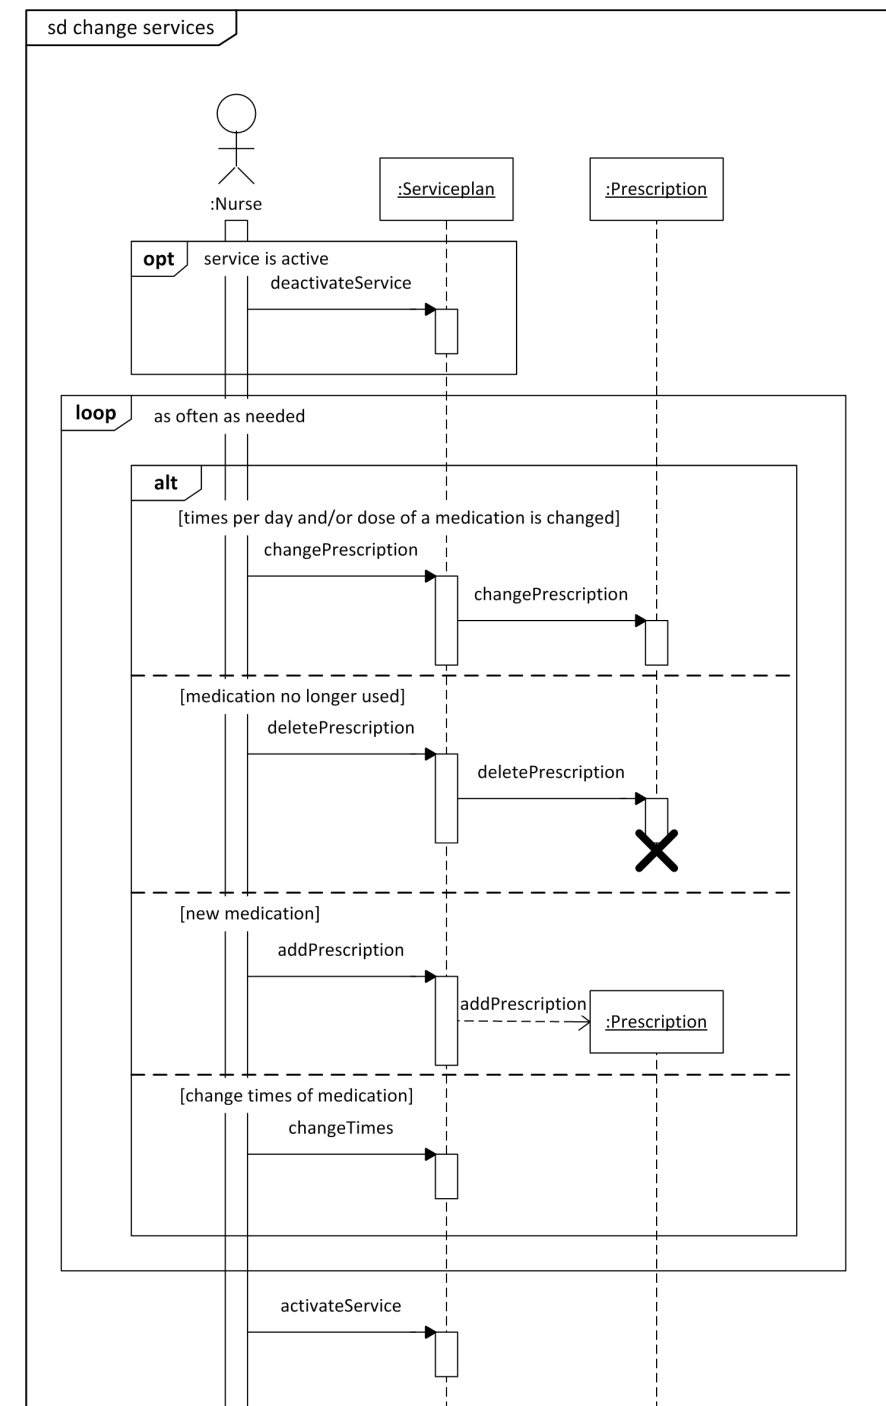 sd change services
:Nurse
:Serviceplan
:Prescription
opt
service is active
deactivateService
loop
as often as needed
alt
[times per day and/or dose of a medication is changed]
changePrescription
changePrescription
[medication no longer used]
deletePrescription
deletePrescription
[new medication]
addPrescription
addPrescription
:Prescription
[change times of medication]
changeTimes
activateService